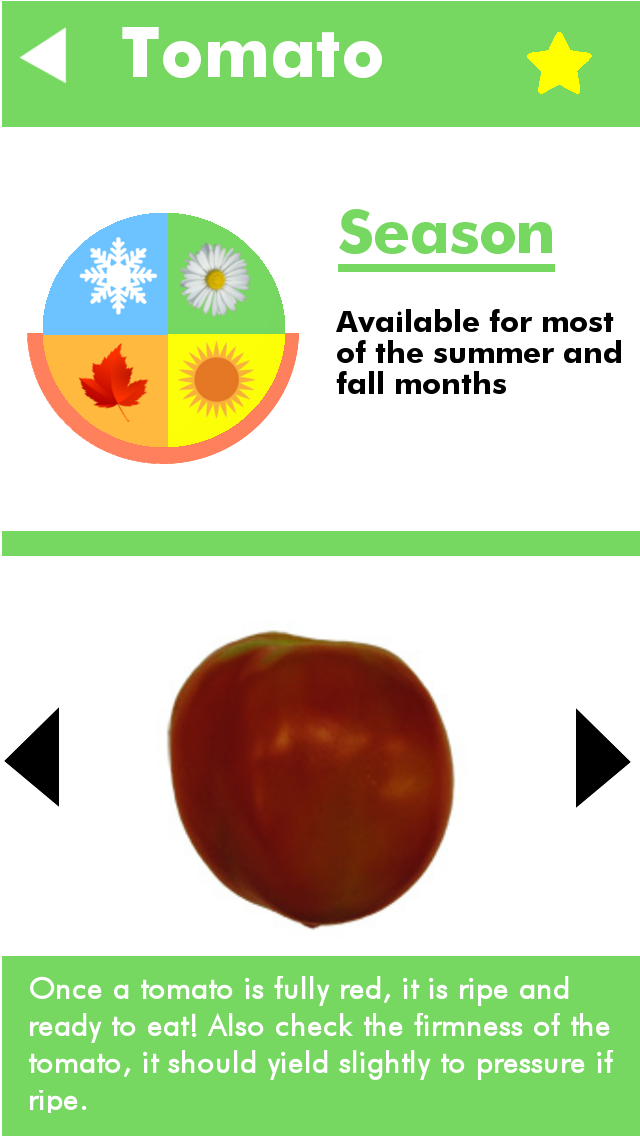 Tomato
Season
Available for most
of the summer and
fall months
Once a tomato is fully red, it is ripe and
ready to eat! Also check the firmness of the
tomato, it should yield slightly to pressure if
ripe.